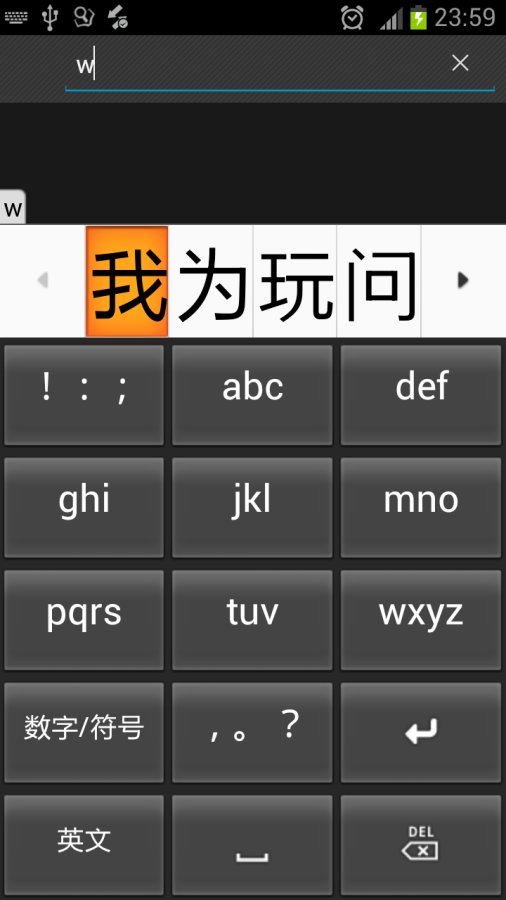 23:59
w
w
我 为 玩 问
! : ; abc def
ghi jkl mno
pqrs tuv wxyz
数字/符号 , 。 ?
英文 DEL